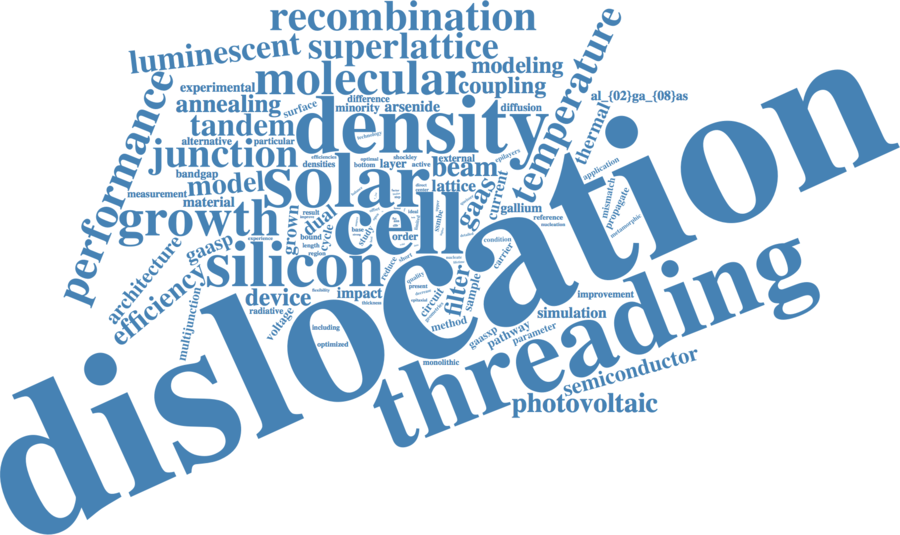 recombination
luminescent superlattice
temperature
molecular
modeling
experimental
coupling
performance
annealing
surface
difference
minority arsenide
diffusion
al_{02}ga_{08}as
tandem
density
technology
thermal
alternative
particular
junction
efficiencies
optional
shockley
external
epilayers
densities
bottom
layer
active
beam
application
bandgap
solar
model
lattice
gaas
current
mismatch
measurement
material
propagate
growth
grown
result
dual
cell
gallium
reference
nucleation
metamorphic
bound
cycle
base
study
order
experience
length
region
gaasp
architecture
condition
carrier
silicon
reduce
short
efficiency
quality
present
filter
sample
dislocation
device
flexibility
impact
thickness
circuit
improvement
multijunction
radiative
voltage
including
method
simulation
optimized
gaasxp
pathway
parameter
threading
monolithic
semiconductor
photovoltaic